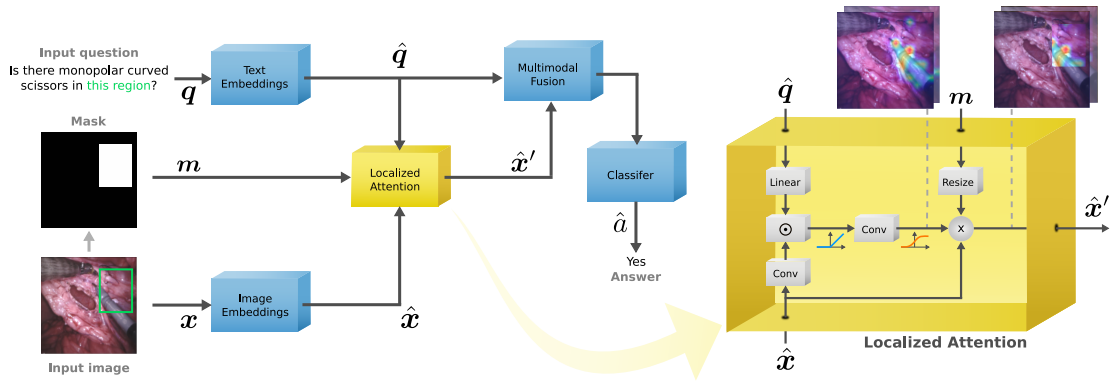 Input question
Is there monopolar curved
scissors in this region?
q
Text
Embeddings
q̂
Multimodal
Fusion
Mask
m
Localized
Attention
x̂′
Classifer
â
Yes
Answer
Input image
x
Image
Embeddings
x̂
q̂
m
Linear
Resize
⊙
Conv
x
Conv
x̂′
x̂
Localized Attention